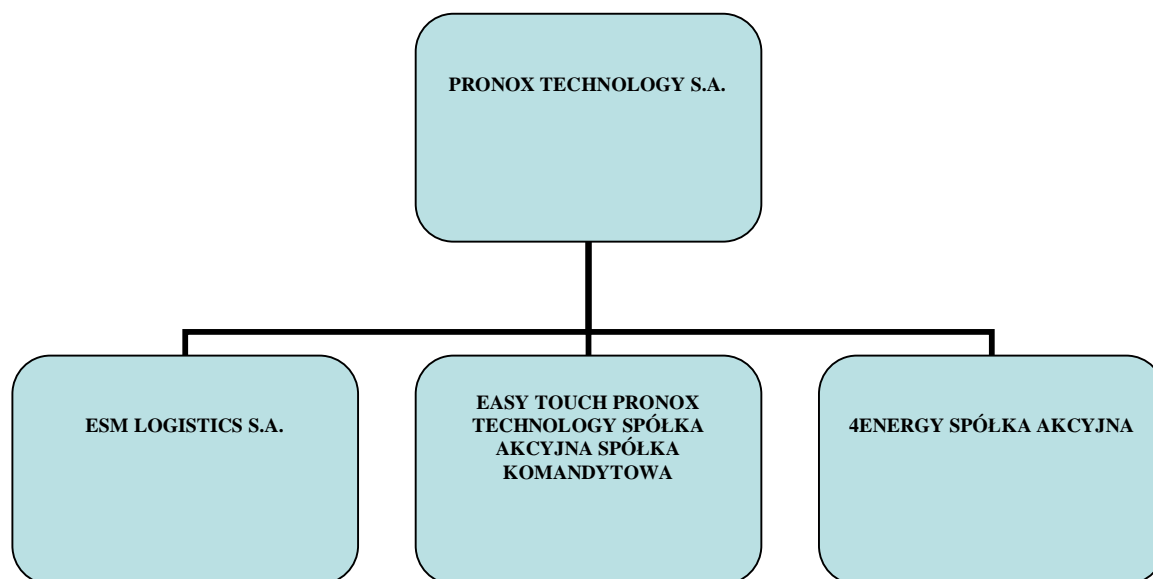 PRONOX TECHNOLOGY S.A.
ESM LOGISTICS S.A.
EASY TOUCH PRONOX
TECHNOLOGY SPÓŁKA
AKCYJNA SPÓŁKA
KOMANDYTOWA
4ENERGY SPÓŁKA AKCYJNA